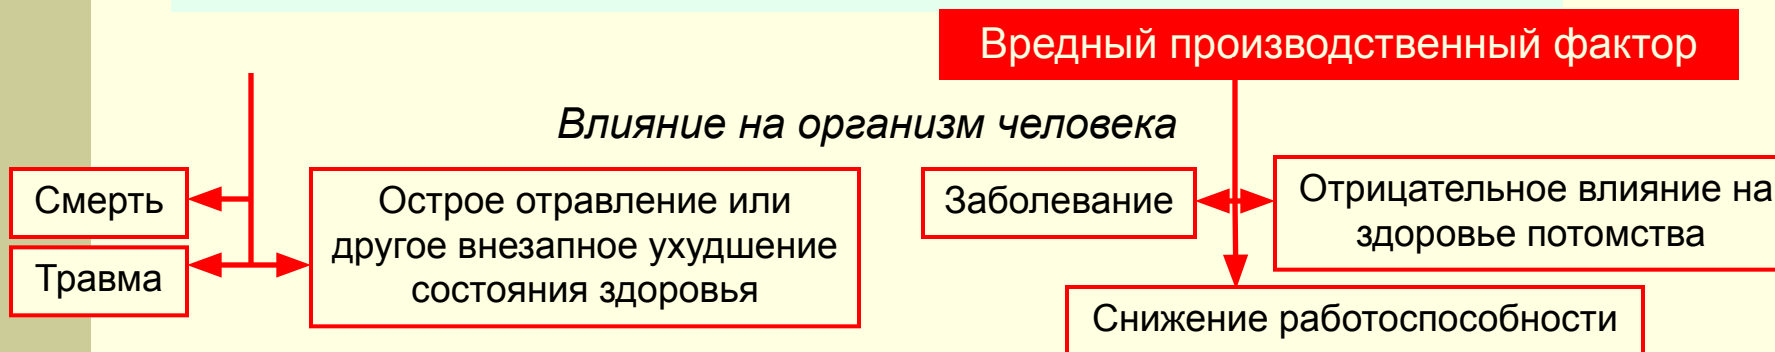 Вредный производственный фактор
Влияние на организм человека
Смерть
Травма
Острое отравление или
другое внезапное ухудшение
состояния здоровья
Заболевание
Отрицательное влияние на
здоровье потомства
Снижение работоспособности